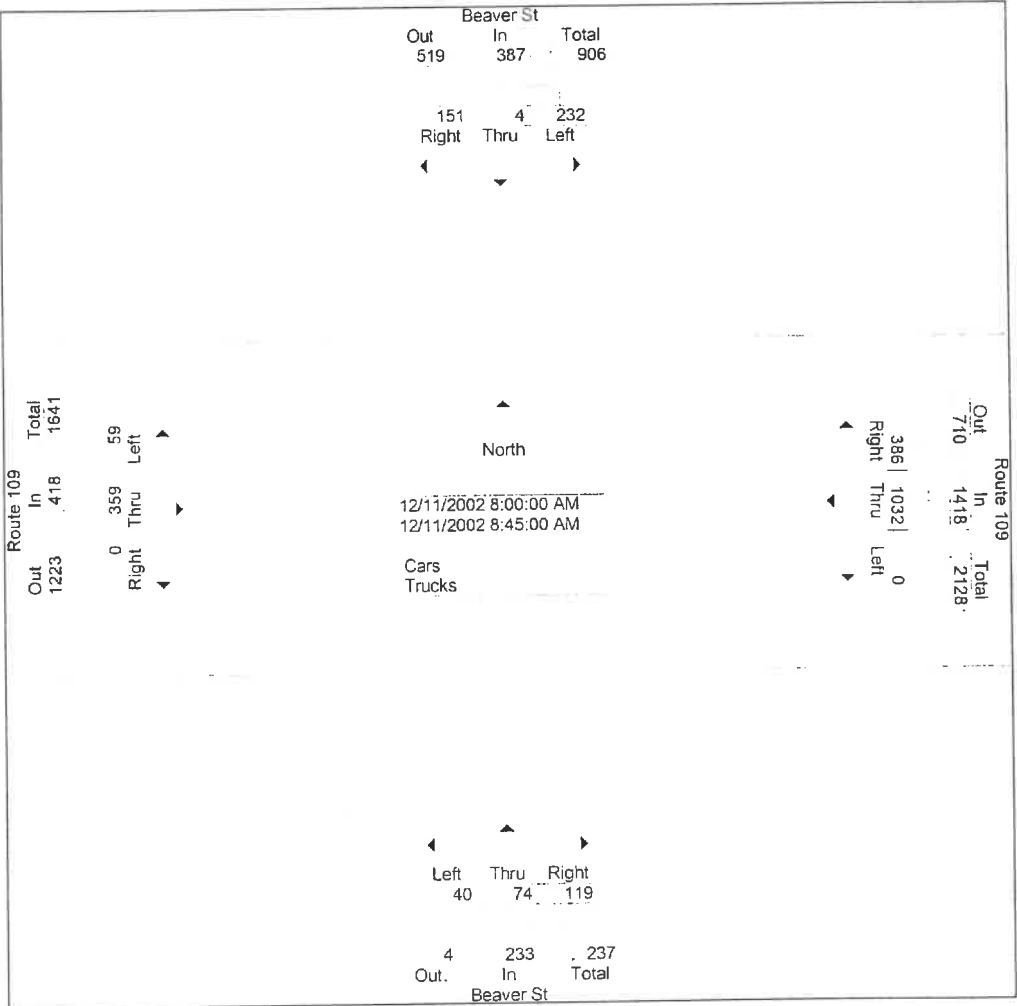 Beaver St
Out In Total
519 387 906
151 4 232
Right Thru Left
Route 109
Total In Out
1641 418 1223
59 359 0
Left Thru Right
North
12/11/2002 8:00:00 AM
12/11/2002 8:45:00 AM
Cars
Trucks
Route 109
Out In Total
710 1418 2128
386 1032 0
Right Thru Left
Left Thru Right
40 74 119
4 233 237
Out. In Total
Beaver St